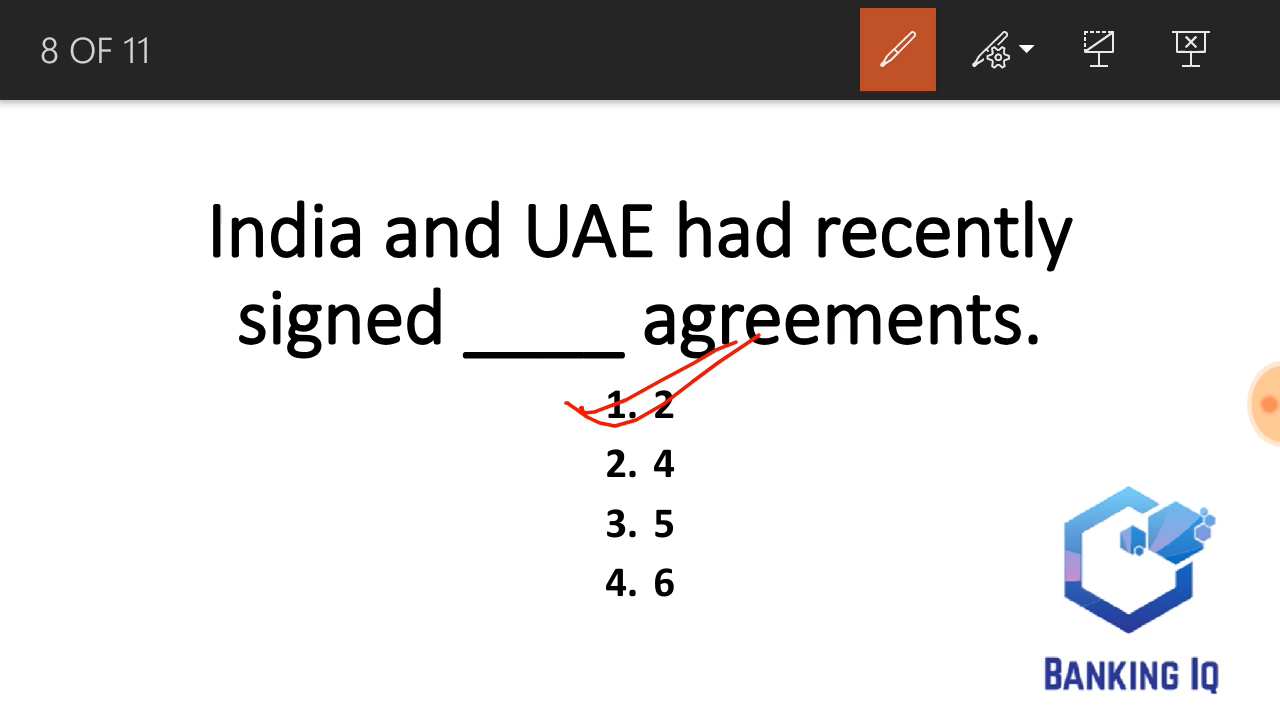 8 OF 11
India and UAE had recently
signed _____ agreements.
1. 2
2. 4
3. 5
4. 6
BANKING IQ